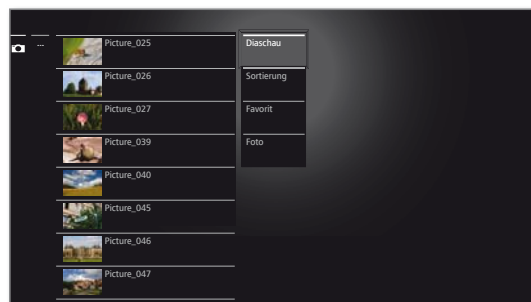 ...
Picture_025
Picture_026
Picture_027
Picture_039
Picture_040
Picture_045
Picture_046
Picture_047
Diaschau
Sortierung
Favorit
Foto